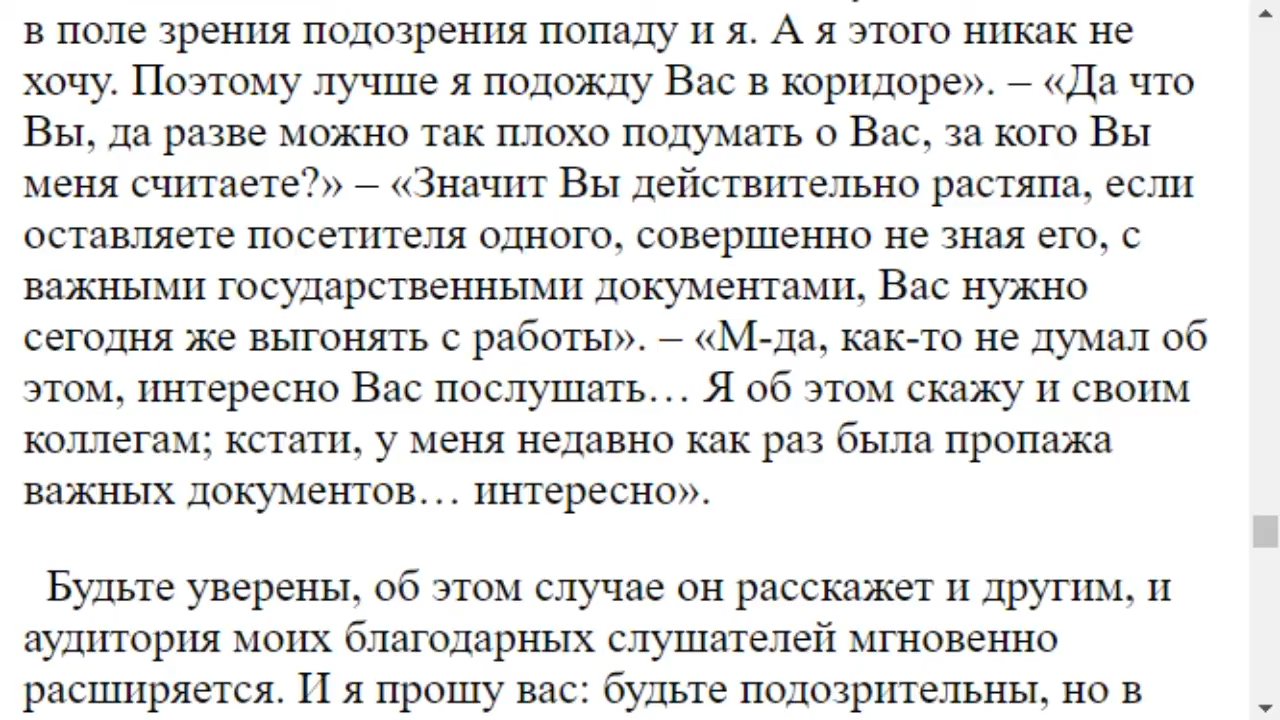 в поле зрения подозрения попаду и я. А я этого никак не
хочу. Поэтому лучше я подожду Вас в коридоре». – «Да что
Вы, да разве можно так плохо подумать о Вас, за кого Вы
меня считаете?» – «Значит Вы действительно растяпа, если
оставляете посетителя одного, совершенно не зная его, с
важными государственными документами, Вас нужно
сегодня же выгонять с работы». – «М-да, как-то не думал об
этом, интересно Вас послушать… Я об этом скажу и своим
коллегам; кстати, у меня недавно как раз была пропажа
важных документов… интересно».
Будьте уверены, об этом случае он расскажет и другим, и
аудитория моих благодарных слушателей мгновенно
расширяется. И я прошу вас: будьте подозрительны, но в